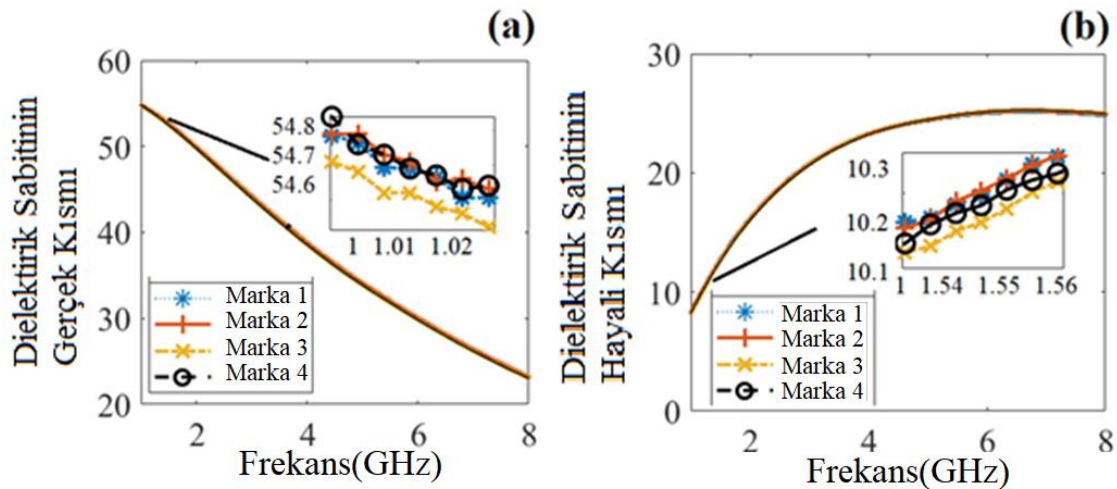 (a)
Dielektirik Sabitinin
Gerçek Kısmı
60
50
40
30
20
54.8
54.7
54.6
1 1.01 1.02
Marka 1
Marka 2
Marka 3
Marka 4
2 4 6 8
Frekans(GHz)
(b)
Dielektirik Sabitinin
Hayali Kısmı
30
20
10
0
10.3
10.2
10.1
1 1.54 1.55 1.56
Marka 1
Marka 2
Marka 3
Marka 4
2 4 6 8
Frekans(GHz)